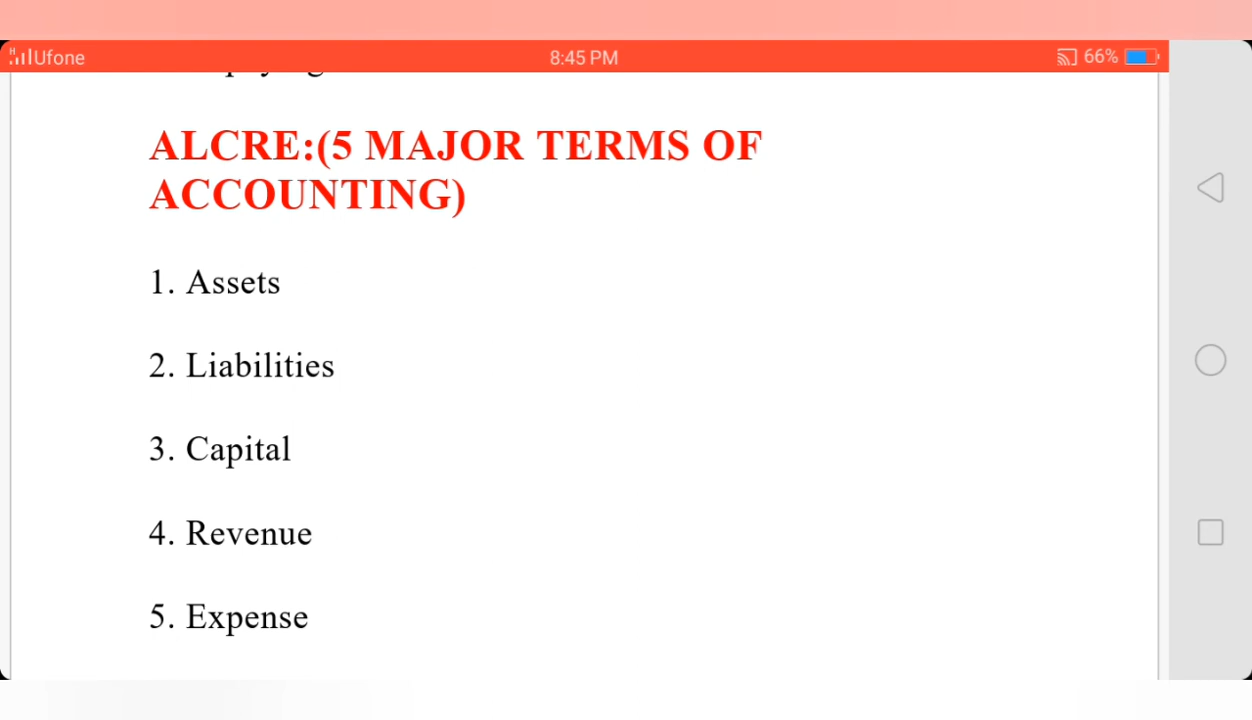 Ufone 8:45 PM 66%
ALCRE:(5 MAJOR TERMS OF
ACCOUNTING)
1. Assets
2. Liabilities
3. Capital
4. Revenue
5. Expense